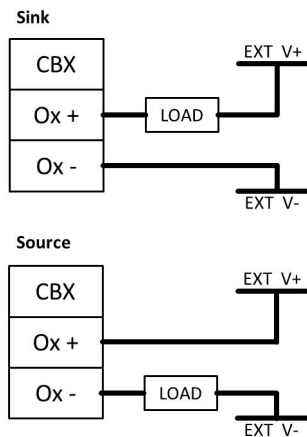 Sink
CBX
EXT V+
Ox +
LOAD
Ox -
EXT V-
Source
CBX
EXT V+
Ox +
Ox -
LOAD
EXT V-